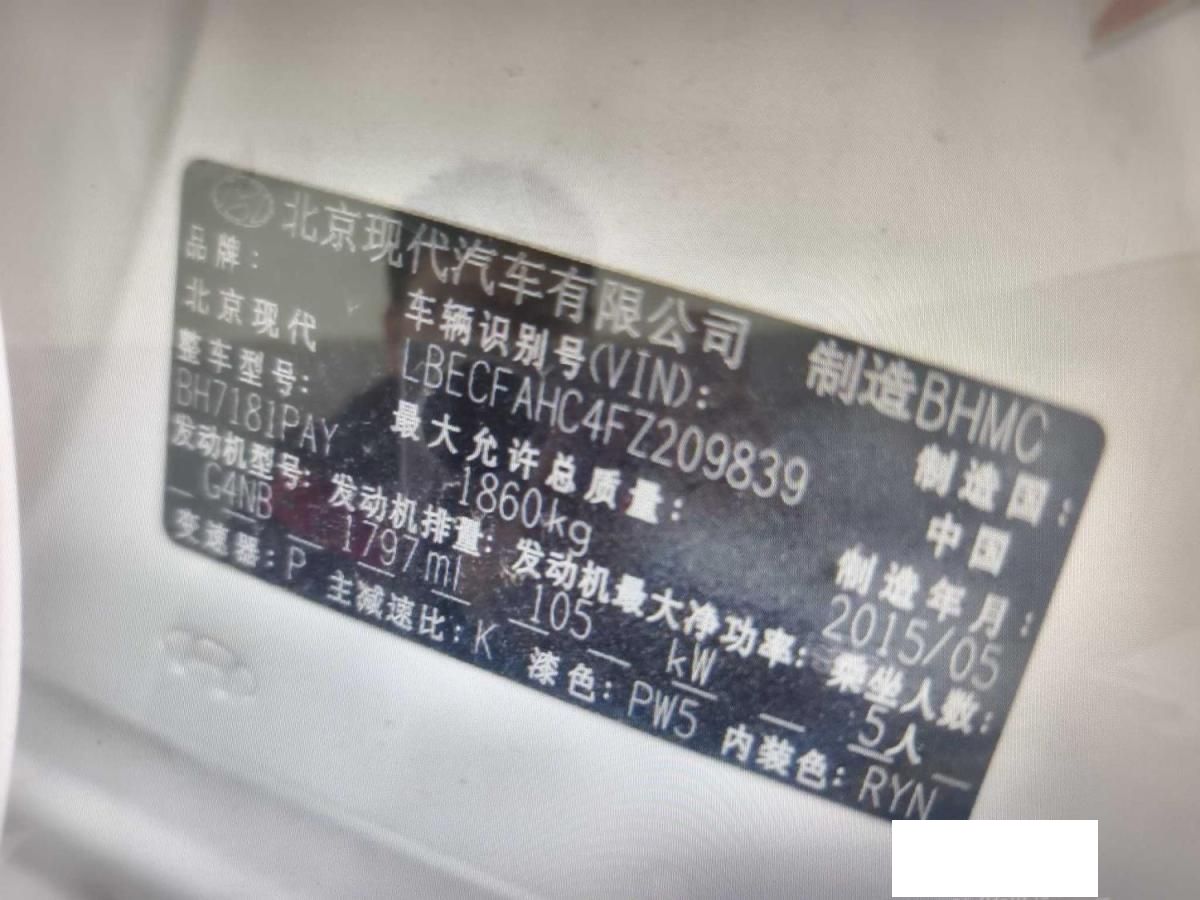 北京现代汽车有限公司 制造BHMC
品牌: 车辆识别号(VIN): 制造国:
北京现代 LBECFAHC4FZ209839 中国
整车型号: 最大允许总质量: 制造年月:
BH7181PAY 1860kg 2015/05
发动机型号: 发动机排量: 发动机最大净功率: 乘坐人数:
G4NB 1797ml 105 kW 5人
变速器:P 主减速比:K 漆色:PW5 内装色:RYN